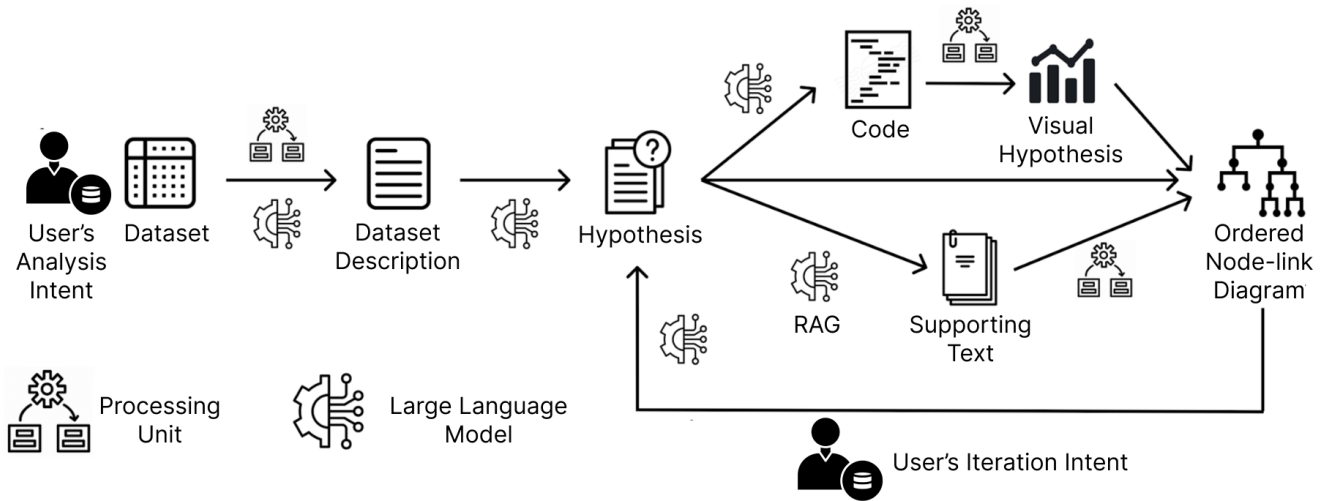 User's
Analysis
Intent
Dataset
Dataset
Description
Hypothesis
?
Code
Visual
Hypothesis
RAG
Supporting
Text
Ordered
Node-link
Diagram
Processing
Unit
Large Language
Model
User's Iteration Intent